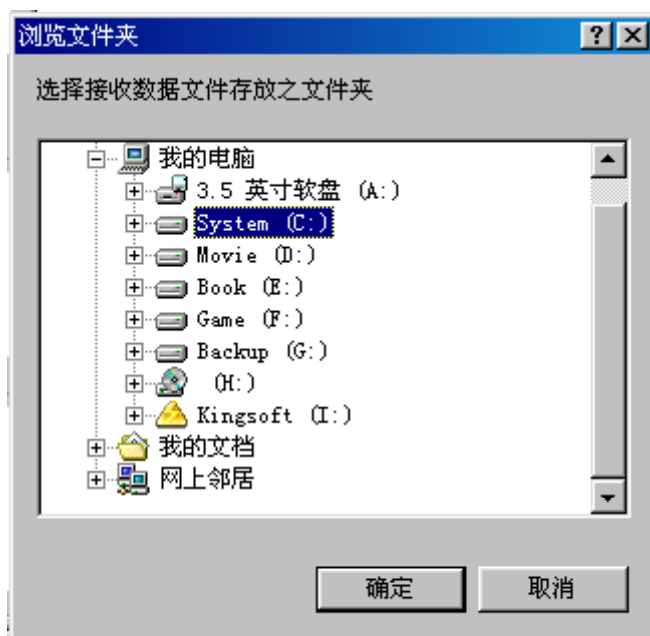 浏览文件夹
选择接收数据文件存放之文件夹
我的电脑
3.5 英寸软盘 (A:)
System (C:)
Movie (D:)
Book (E:)
Game (F:)
Backup (G:)
(H:)
Kingsoft (I:)
我的文档
网上邻居
确定 取消